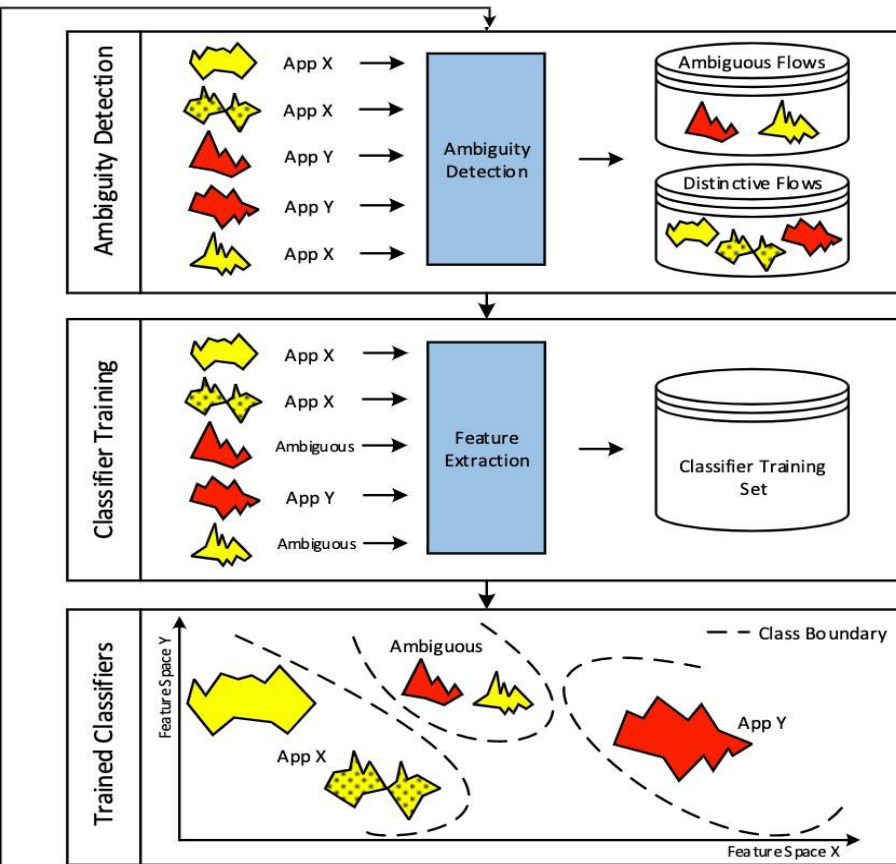 Ambiguity Detection
App X
App X
App Y
App Y
App X
Ambiguity
Detection
Ambiguous Flows
Distinctive Flows
Classifier Training
App X
App X
Ambiguous
App Y
Ambiguous
Feature
Extraction
Classifier Training
Set
Trained Classifiers
Feature Space Y
Ambiguous
Class Boundary
App Y
App X
Feature Space X